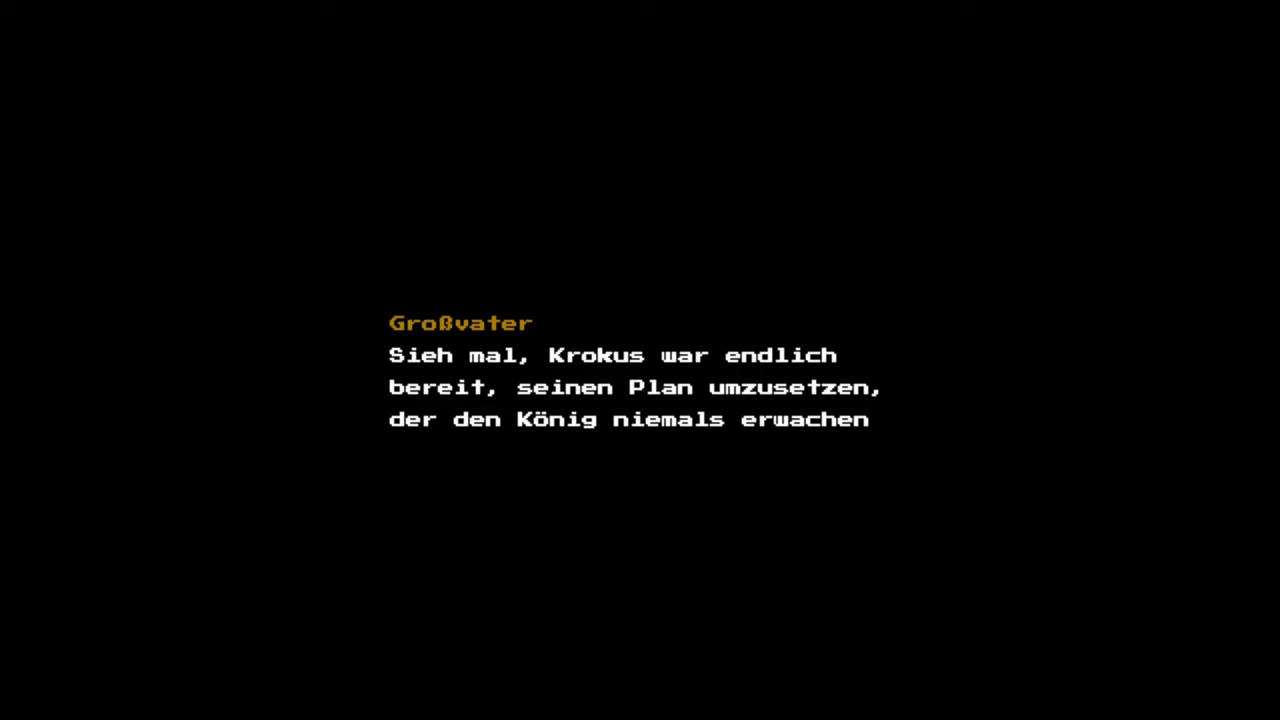 Großvater
Sieh mal, Krokus war endlich
bereit, seinen Plan umzusetzen,
der den König niemals erwachen